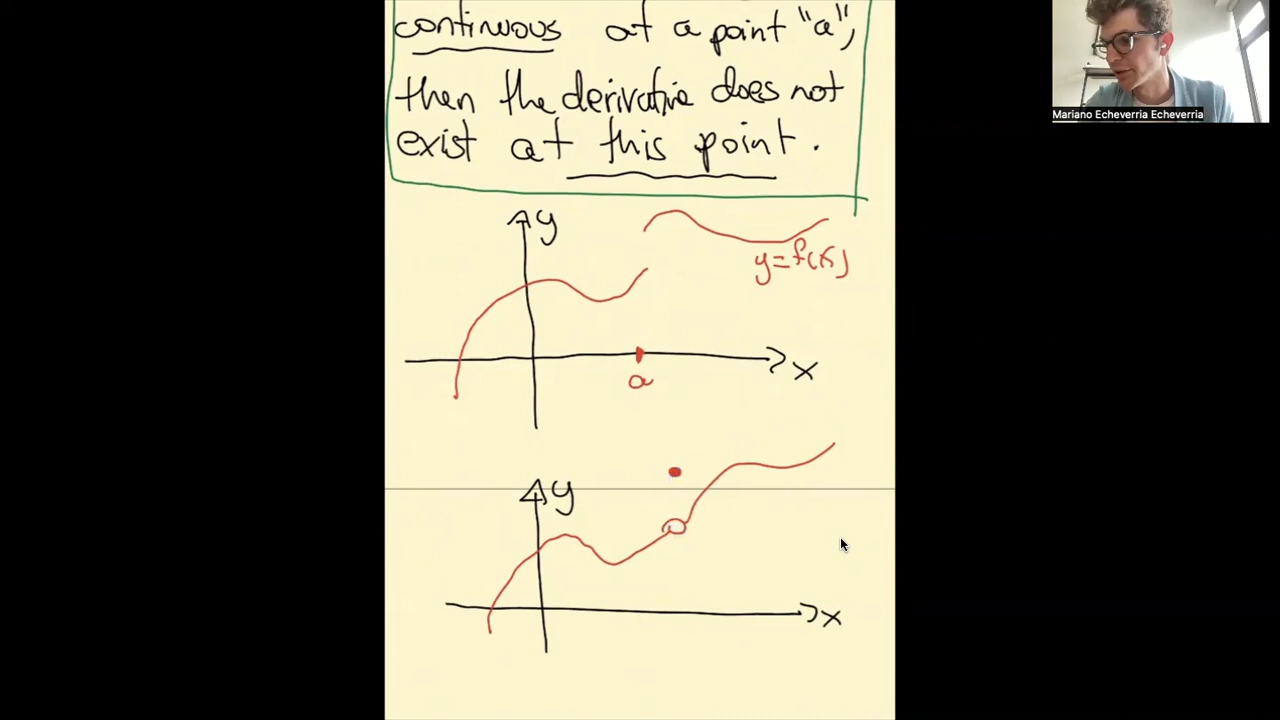 continuous at a point "a",
then the derivative does not
exist at this point.
y
y=f(x)
x
a
y
x
Mariano Echeverria Echeverria